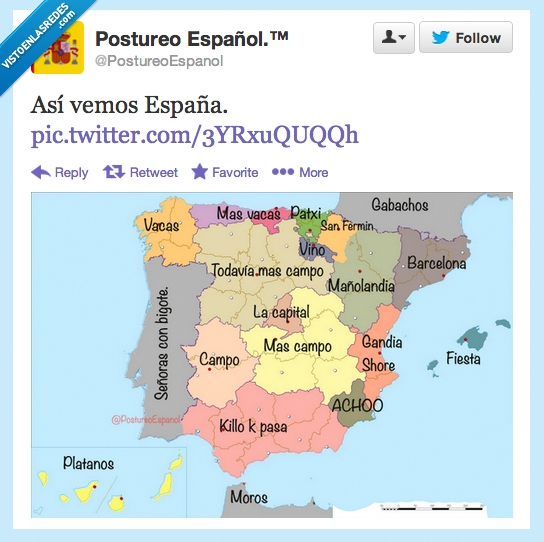 VISTOENLASREDES
.com
Postureo Español.™
@PostureoEspanol
Follow
Así vemos España.
pic.twitter.com/3YRxuQUQQh
Reply Retweet Favorite More
Gabachos
Mas vacas
Patxi
San Fermin
Vacas
Vino
Barcelona
Todavía mas campo
Mañolandia
La capital
Señoras con bigote.
Mas campo
Gandia
Shore
Fiesta
Campo
ACHOO
@PostureoEspanol
Killo k pasa
Platanos
Moros